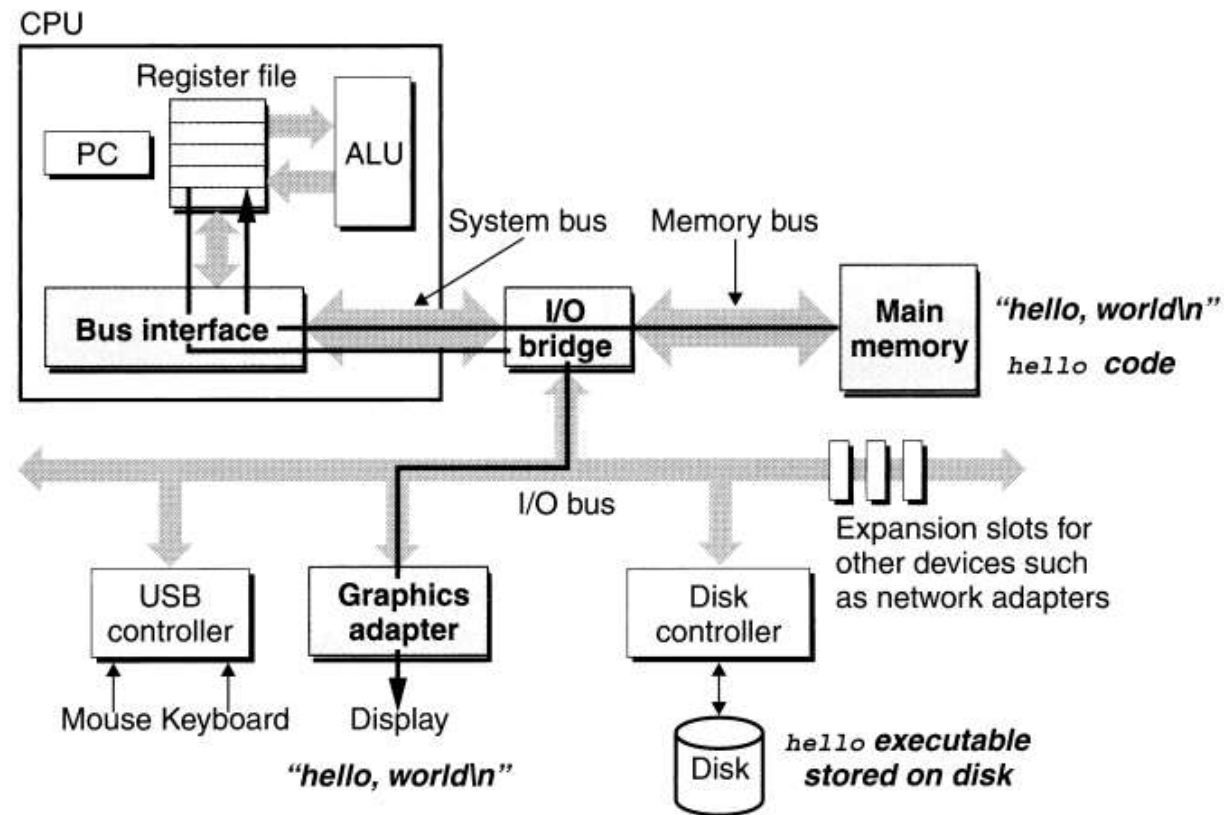 CPU
Register file
PC
ALU
System bus
Memory bus
Bus interface
I/O
bridge
Main
memory
“hello, world\n”
hello code
I/O bus
Expansion slots for
other devices such
as network adapters
USB
controller
Graphics
adapter
Disk
controller
Mouse Keyboard
Display
“hello, world\n”
Disk
hello executable
stored on disk